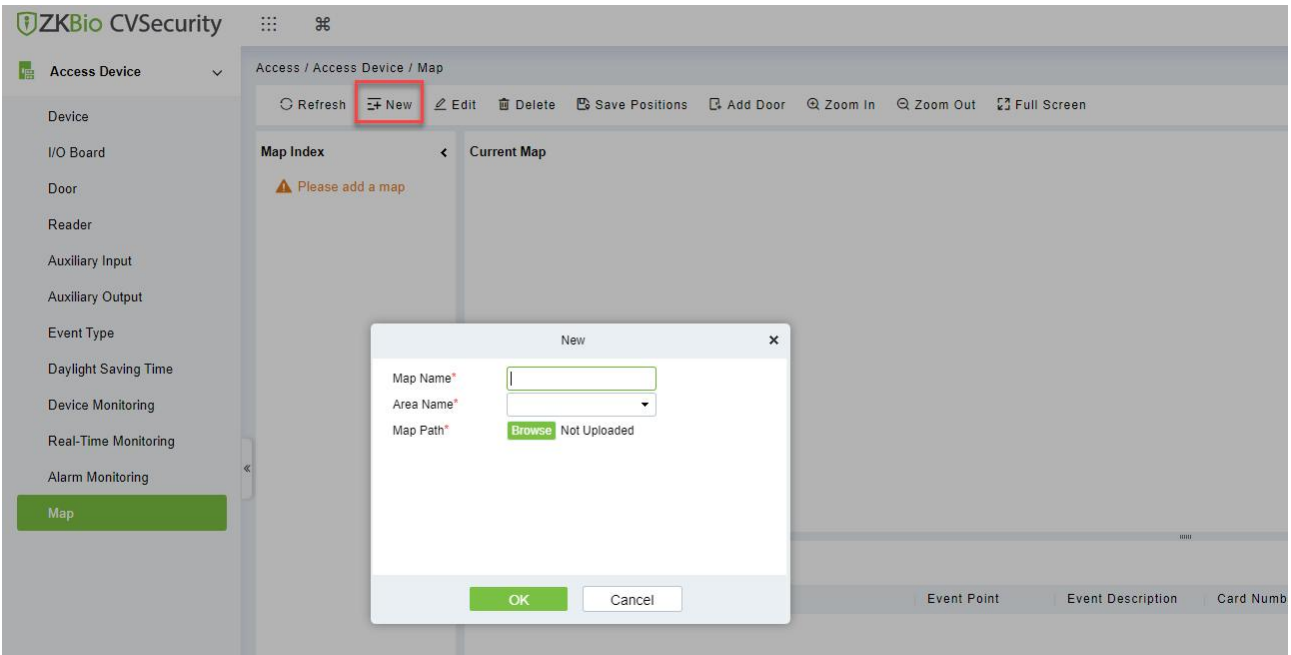 ZKBio CVSecurity
Access Device
Device
I/O Board
Door
Reader
Auxiliary Input
Auxiliary Output
Event Type
Daylight Saving Time
Device Monitoring
Real-Time Monitoring
Alarm Monitoring
Map
Access / Access Device / Map
Refresh New Edit Delete Save Positions Add Door Zoom In Zoom Out Full Screen
Map Index
Please add a map
Current Map
New
Map Name*
Area Name*
Map Path* Browse Not Uploaded
OK Cancel
Event Point Event Description Card Numb